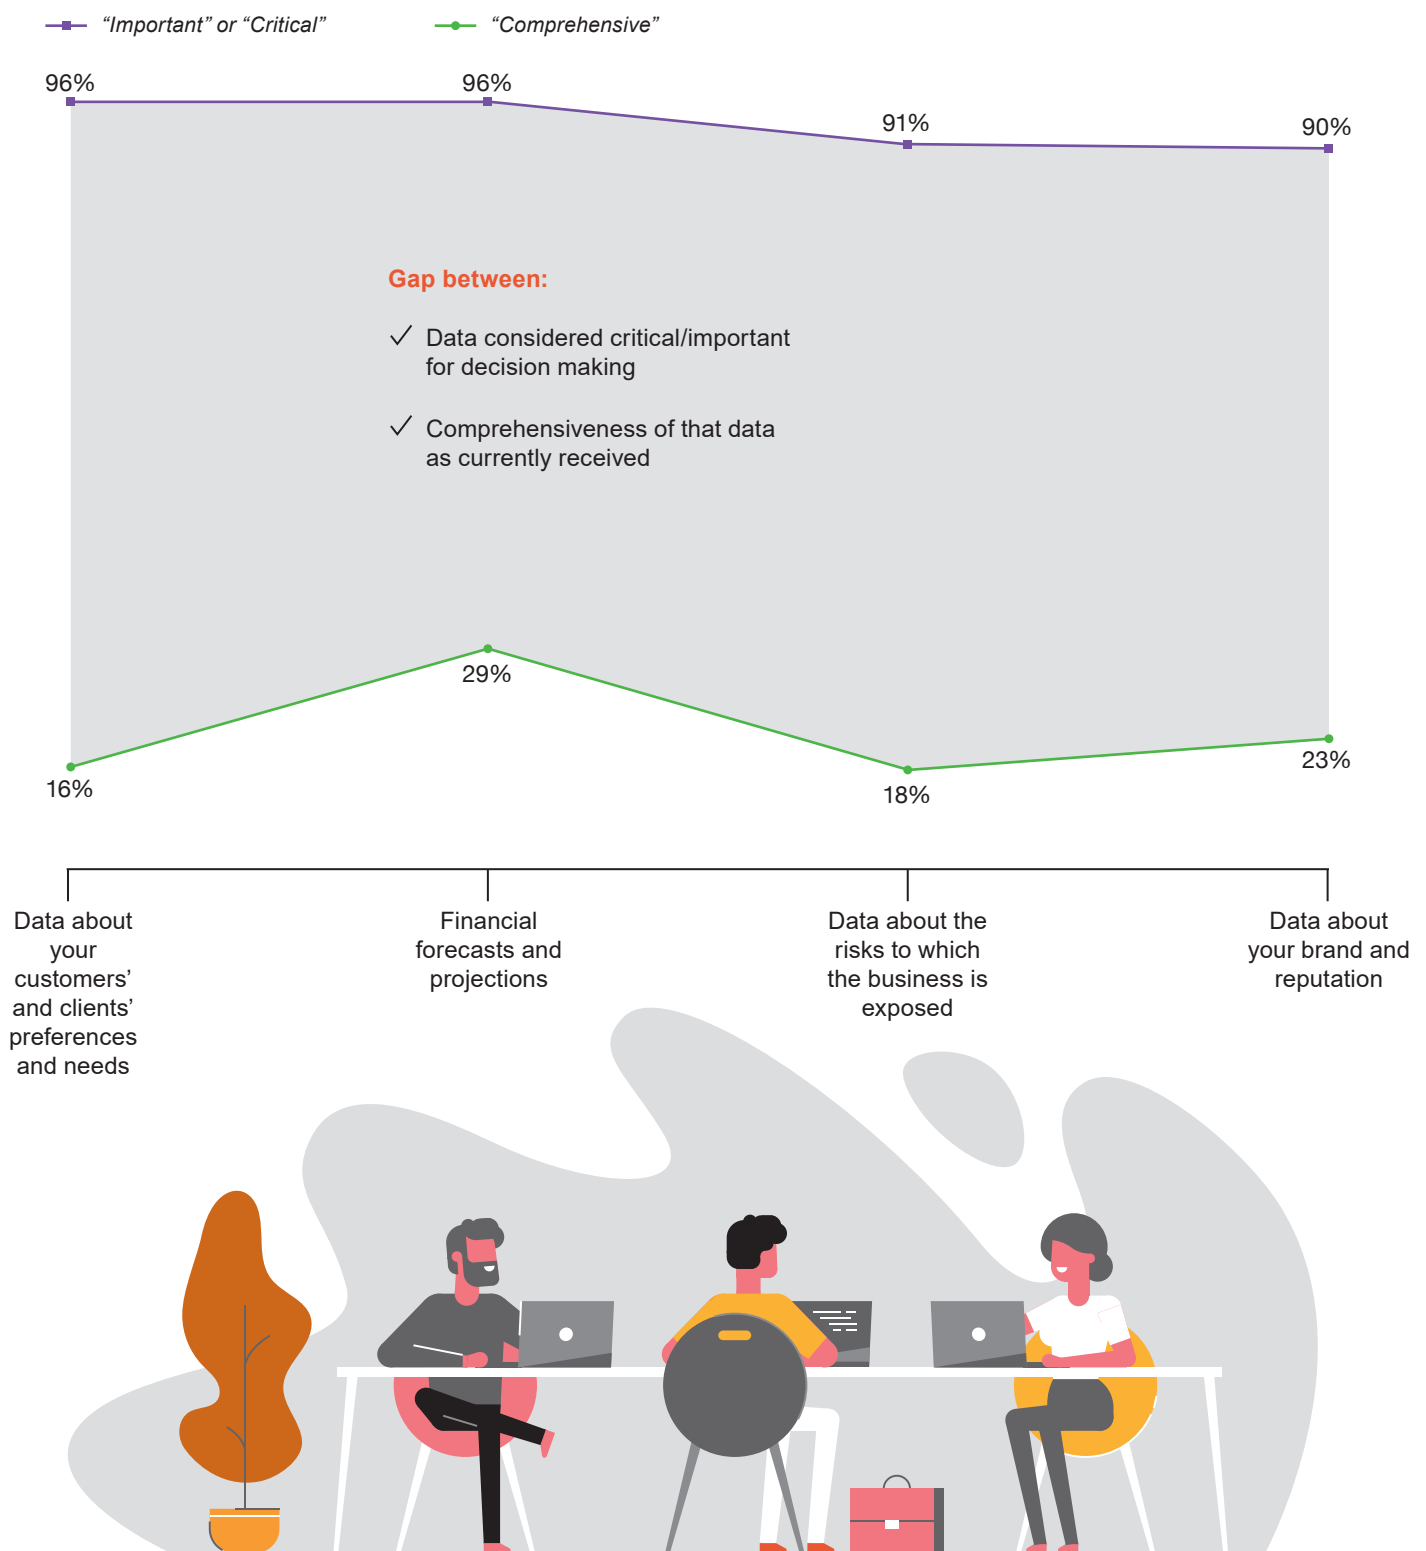 “Important” or “Critical”
“Comprehensive”
96%
96%
91%
90%
Gap between:
Data considered critical/important
for decision making
Comprehensiveness of that data
as currently received
29%
16%
18%
23%
Data about
your
customers’
and clients’
preferences
and needs
Financial
forecasts and
projections
Data about the
risks to which
the business is
exposed
Data about
your brand and
reputation